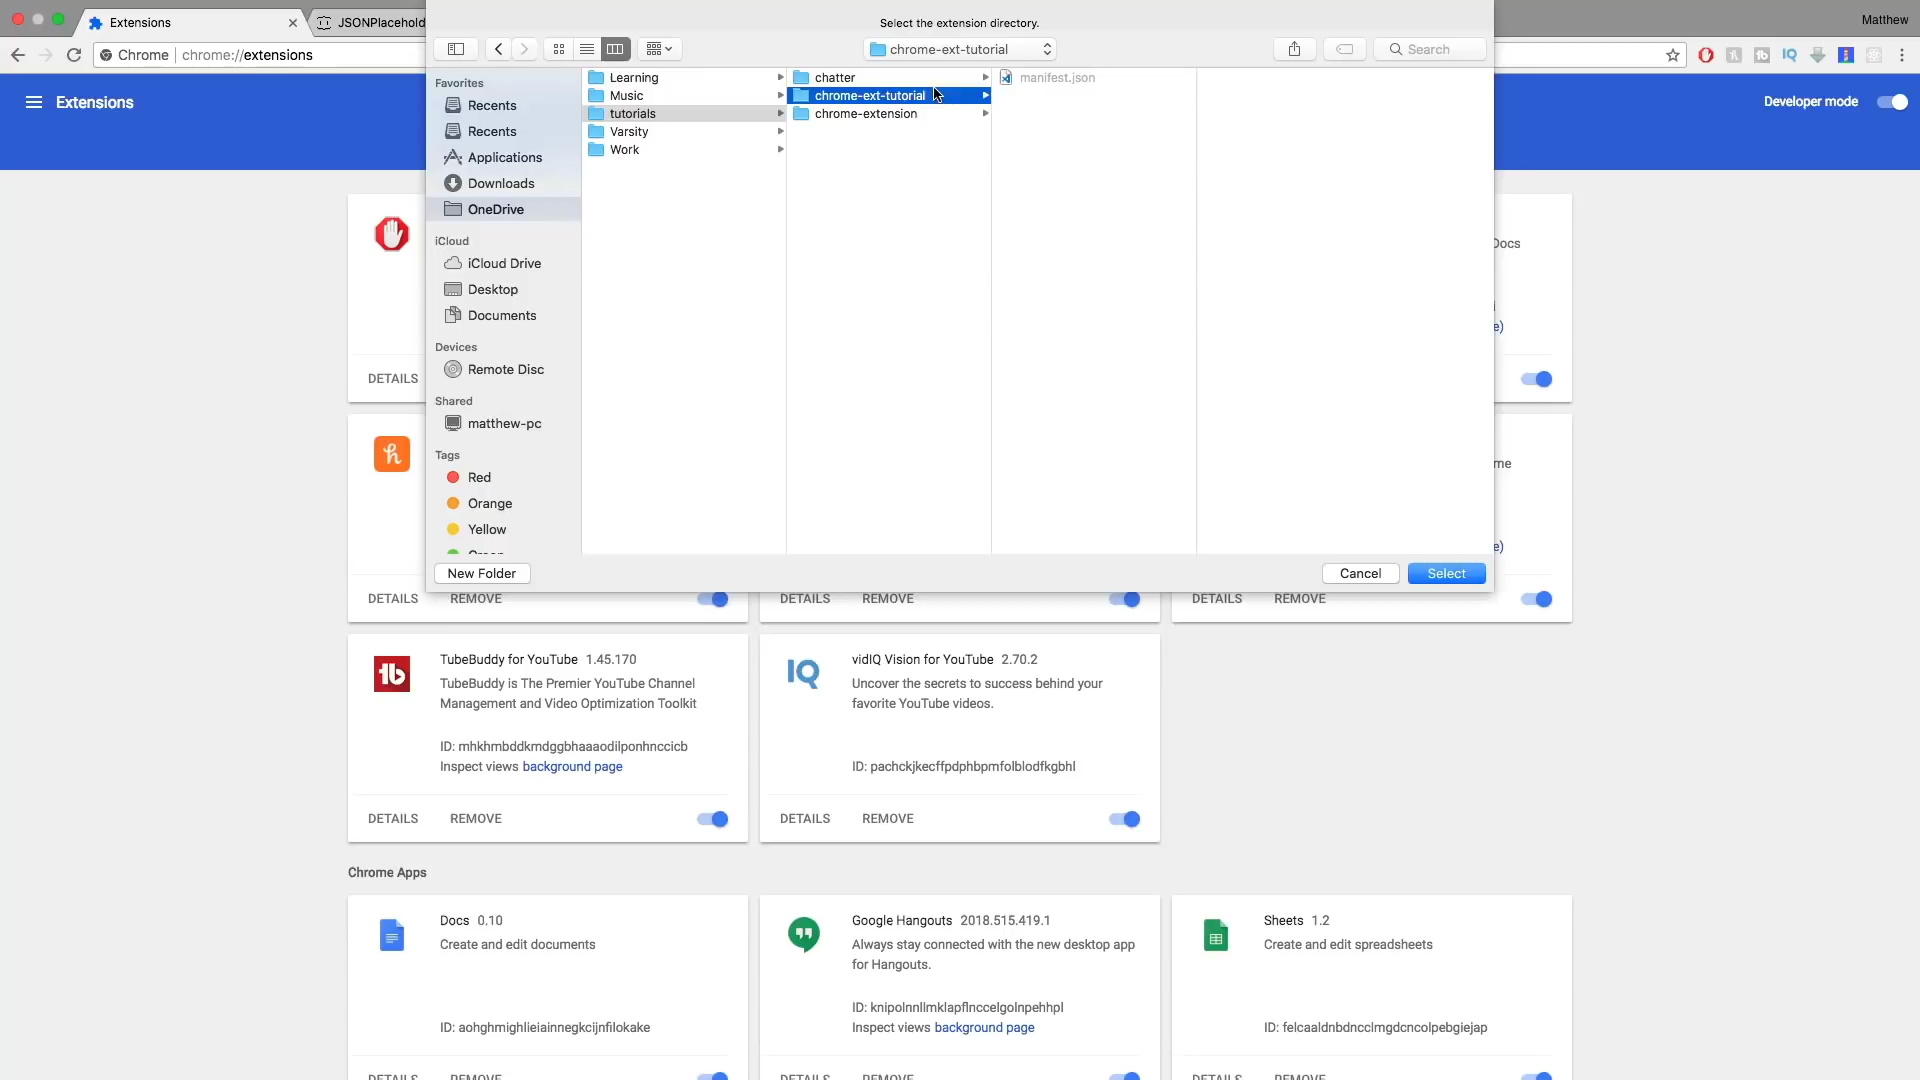 Extensions
JSONPlacehold
Matthew
Chrome
chrome://extensions
Select the extension directory.
chrome-ext-tutorial
Search
Extensions
Developer mode
Favorites
Recents
Recents
Applications
Downloads
OneDrive
iCloud
iCloud Drive
Desktop
Documents
Devices
Remote Disc
Shared
matthew-pc
Tags
Red
Orange
Yellow
Learning
Music
tutorials
Varsity
Work
chatter
chrome-ext-tutorial
chrome-extension
manifest.json
New Folder
Cancel
Select
Docs
e)
DETAILS
me
e)
DETAILS REMOVE
DETAILS REMOVE
DETAILS REMOVE
TubeBuddy for YouTube 1.45.170
TubeBuddy is The Premier YouTube Channel
Management and Video Optimization Toolkit
ID: mhkhmbddkmdggbhaaaodilponhnccicb
Inspect views background page
DETAILS REMOVE
vidIQ Vision for YouTube 2.70.2
Uncover the secrets to success behind your
favorite YouTube videos.
ID: pachckjkecffpdphbpmfolblodfkgbhl
DETAILS REMOVE
Chrome Apps
Docs 0.10
Create and edit documents
ID: aohghmighlieiainnegkcijnfilokake
DETAILS REMOVE
Google Hangouts 2018.515.419.1
Always stay connected with the new desktop app
for Hangouts.
ID: knipolnnllmklapflnccelgolnpehhpl
Inspect views background page
DETAILS REMOVE
Sheets 1.2
Create and edit spreadsheets
ID: felcaaldnbdncclmgdcncolpebgiejap
DETAILS REMOVE